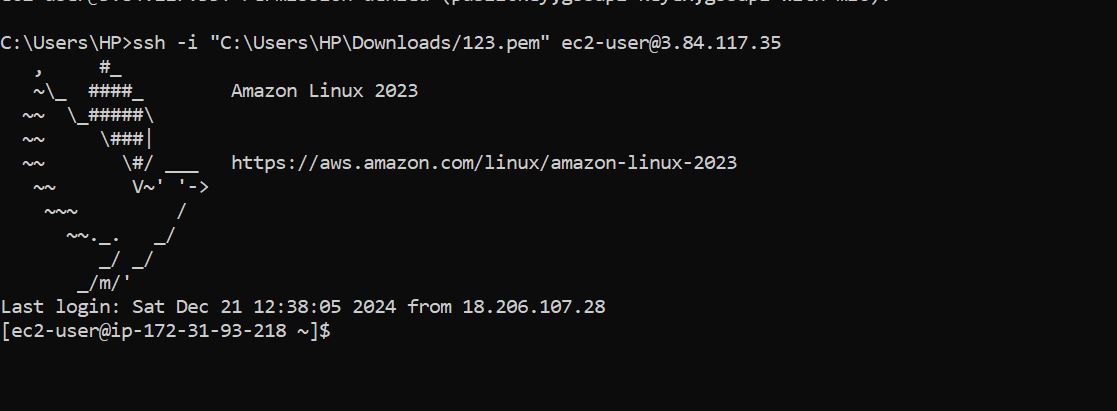 C:\Users\HP>ssh -i "C:\Users\HP\Downloads/123.pem" ec2-user@3.84.117.35
   ,     #_
   ~\_  ####_        Amazon Linux 2023
  ~~  \_#####\
  ~~     \###|
  ~~       \#/ ___   https://aws.amazon.com/linux/amazon-linux-2023
   ~~       V~' '->
    ~~~         /
      ~~._.   _/
         _/ _/
       _/m/'
Last login: Sat Dec 21 12:38:05 2024 from 18.206.107.28
[ec2-user@ip-172-31-93-218 ~]$